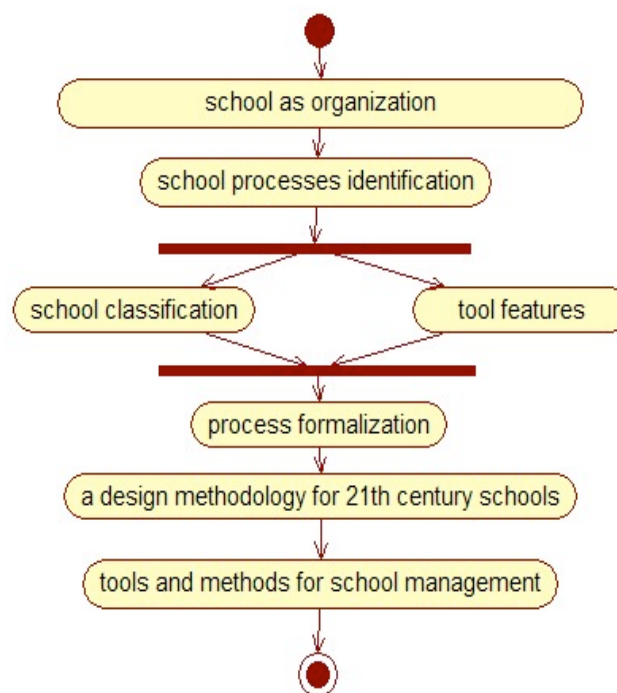 school as organization
school processes identification
school classification
tool features
process formalization
a design methodology for 21th century schools
tools and methods for school management